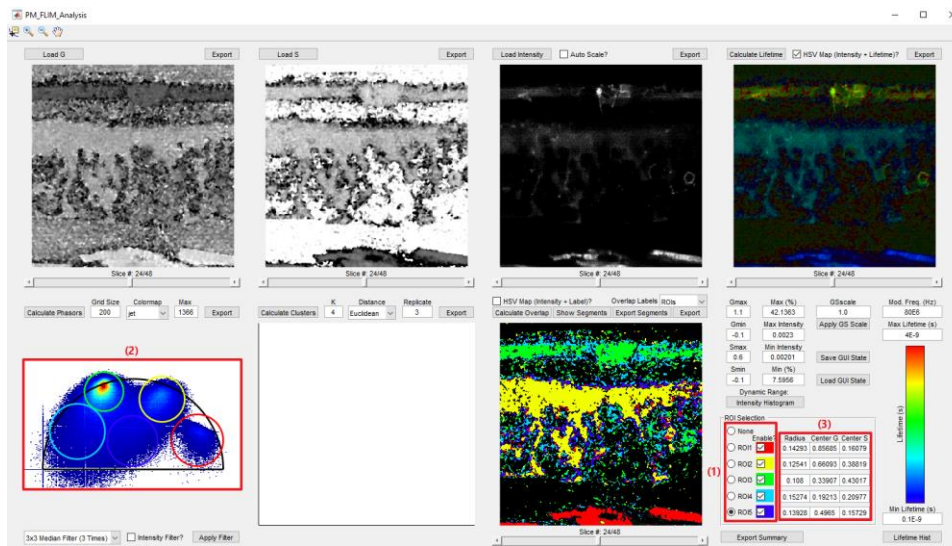 PM_FLIM_Analysis
Load G Export
Load S Export
Load Intensity Auto Scale? Export
Calculate Lifetime HSV Map (Intensity + Lifetime)? Export
Slice #: 24/48
Slice #: 24/48
Slice #: 24/48
Slice #: 24/48
Grid Size Colormap Max
Calculate Phasors 200 jet 1366 Export
K Distance Replicate
Calculate Clusters 4 Euclidean 3 Export
HSV Map (Intensity + Label)? Overlap Labels ROIs
Calculate Overlap Show Segments Export Segments Export
Gmax Max (%) GSscale Mod. Freq. (Hz)
1.1 42.1363 1.0 80E6
Gmin Max Intensity Apply GS Scale Max Lifetime (s)
-0.1 0.0023 4E-9
Smax Min Intensity
0.6 0.00201 Save GUI State
Smin Min (%)
-0.1 7.5956 Load GUI State
Dynamic Range:
Intensity Histogram
Lifetime (s)
ROI Selection
(1)
(2)
(3)
None
Enable? Radius Center G Center S
ROI1 0.14293 0.85685 0.16079
ROI2 0.12541 0.66093 0.38819
ROI3 0.108 0.33907 0.43017
ROI4 0.15274 0.19213 0.20977
ROI5 0.13928 0.4965 0.15729
Min Lifetime (s)
0.1E-9
3x3 Median Filter (3 Times) Intensity Filter? Apply Filter
Slice #: 24/48
Export Summary
Lifetime Hist